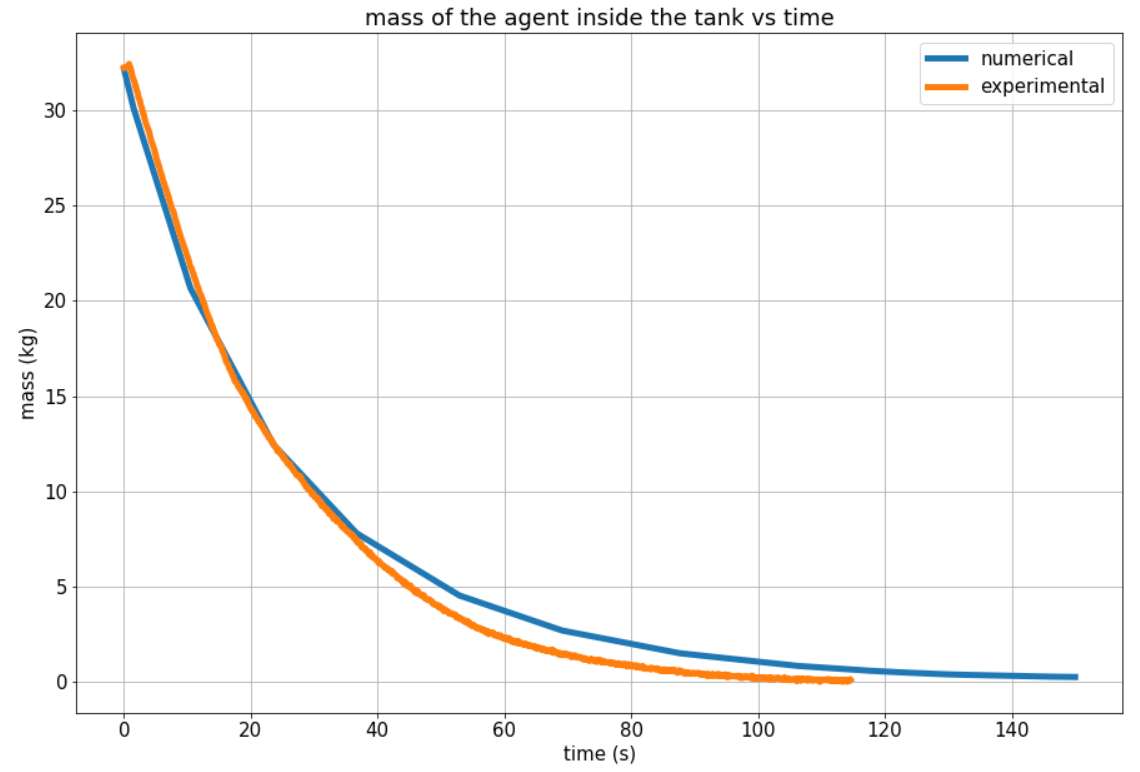 mass of the agent inside the tank vs time
numerical
experimental
mass (kg)
30
25
20
15
10
5
0
0 20 40 60 80 100 120 140
time (s)